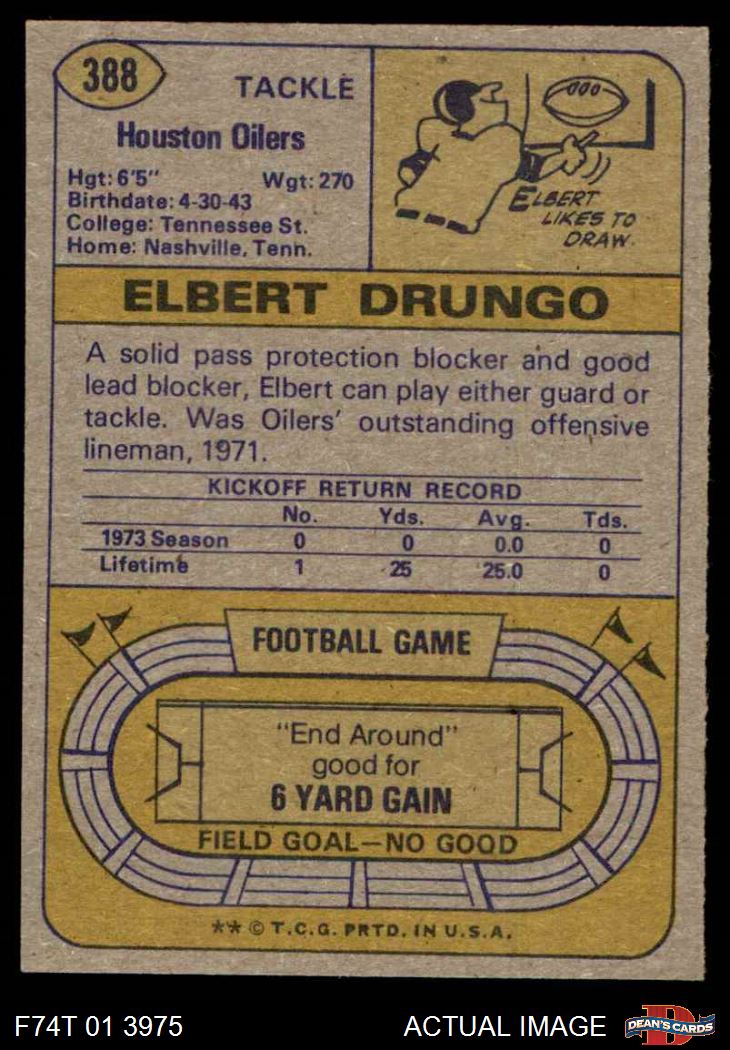 388
TACKLE
Houston Oilers
Hgt: 6'5" Wgt: 270
Birthdate: 4-30-43
College: Tennessee St.
Home: Nashville, Tenn.
ELBERT
LIKES TO
DRAW.
ELBERT DRUNGO
A solid pass protection blocker and good
lead blocker, Elbert can play either guard or
tackle. Was Oilers' outstanding offensive
lineman, 1971.
KICKOFF RETURN RECORD
No. Yds. Avg. Tds.
1973 Season 0 0 0.0 0
Lifetime 1 25 25.0 0
FOOTBALL GAME
"End Around"
good for
6 YARD GAIN
FIELD GOAL—NO GOOD
** © T.C.G. PRTD. IN U.S.A.
F74T 01 3975 ACTUAL IMAGE
D
DEAN'S CARDS